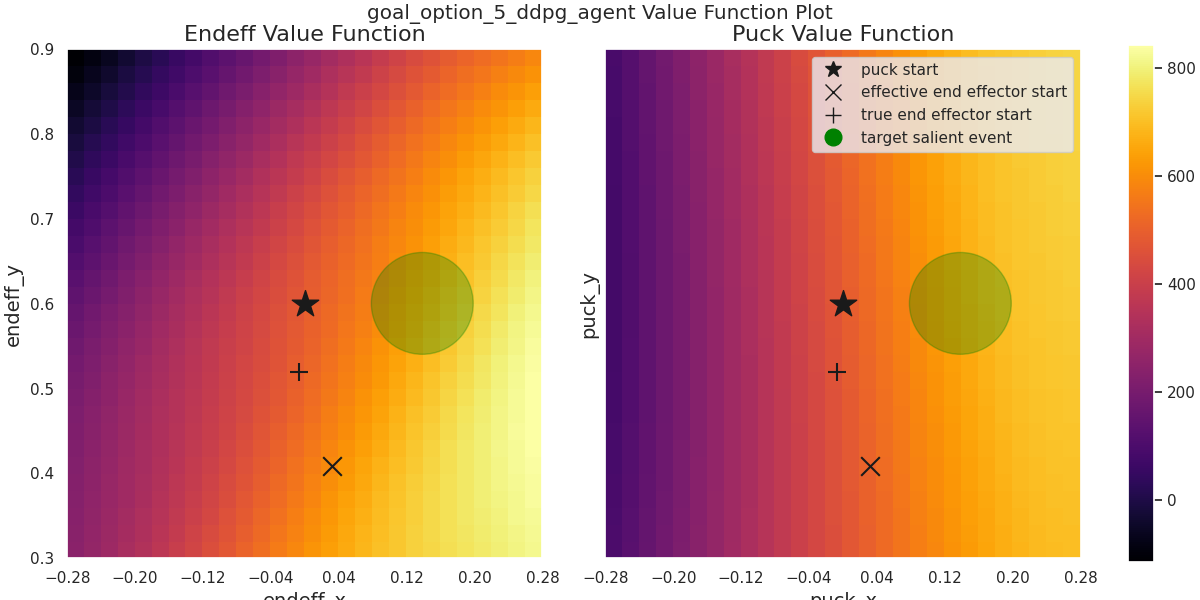 goal_option_5_ddpg_agent Value Function Plot
Endeff Value Function
Puck Value Function
0.9
0.8
0.7
0.6
0.5
0.4
0.3
endeff_y
−0.28 −0.20 −0.12 −0.04 0.04 0.12 0.20 0.28
endeff_x
puck_y
puck start
effective end effector start
true end effector start
target salient event
−0.28 −0.20 −0.12 −0.04 0.04 0.12 0.20 0.28
puck_x
800
600
400
200
0